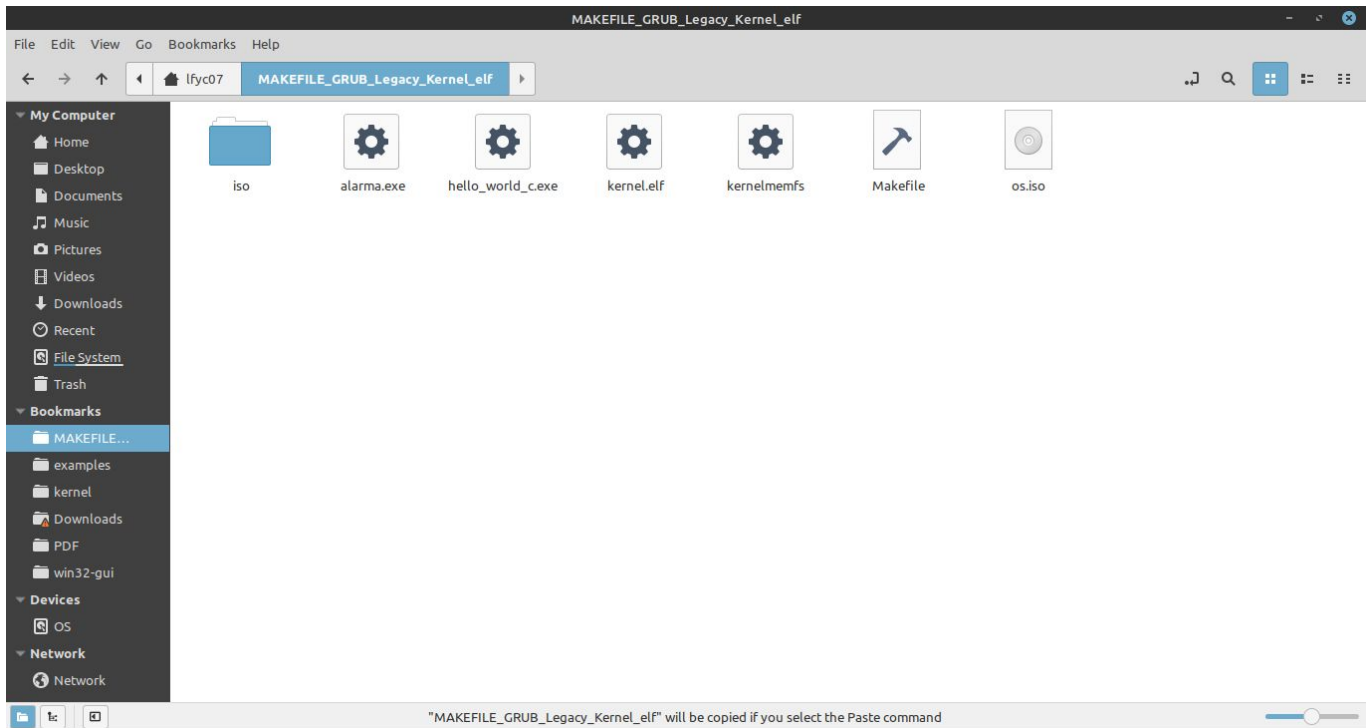 MAKEFILE_GRUB_Legacy_Kernel_elf
File Edit View Go Bookmarks Help
lfyc07 MAKEFILE_GRUB_Legacy_Kernel_elf
My Computer
Home
Desktop
Documents
Music
Pictures
Videos
Downloads
Recent
File System
Trash
Bookmarks
MAKEFILE...
examples
kernel
Downloads
PDF
win32-gui
Devices
OS
Network
Network
iso alarma.exe hello_world_c.exe kernel.elf kernelmemfs Makefile os.iso
"MAKEFILE_GRUB_Legacy_Kernel_elf" will be copied if you select the Paste command